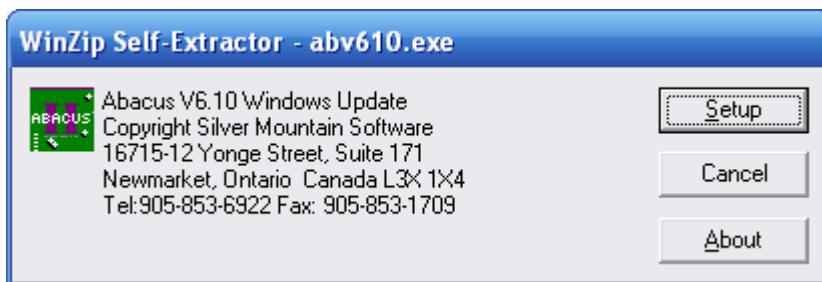 WinZip Self-Extractor - abv610.exe
ABACUS
II
Abacus V6.10 Windows Update
Copyright Silver Mountain Software
16715-12 Yonge Street, Suite 171
Newmarket, Ontario Canada L3X 1X4
Tel:905-853-6922 Fax: 905-853-1709
Setup
Cancel
About